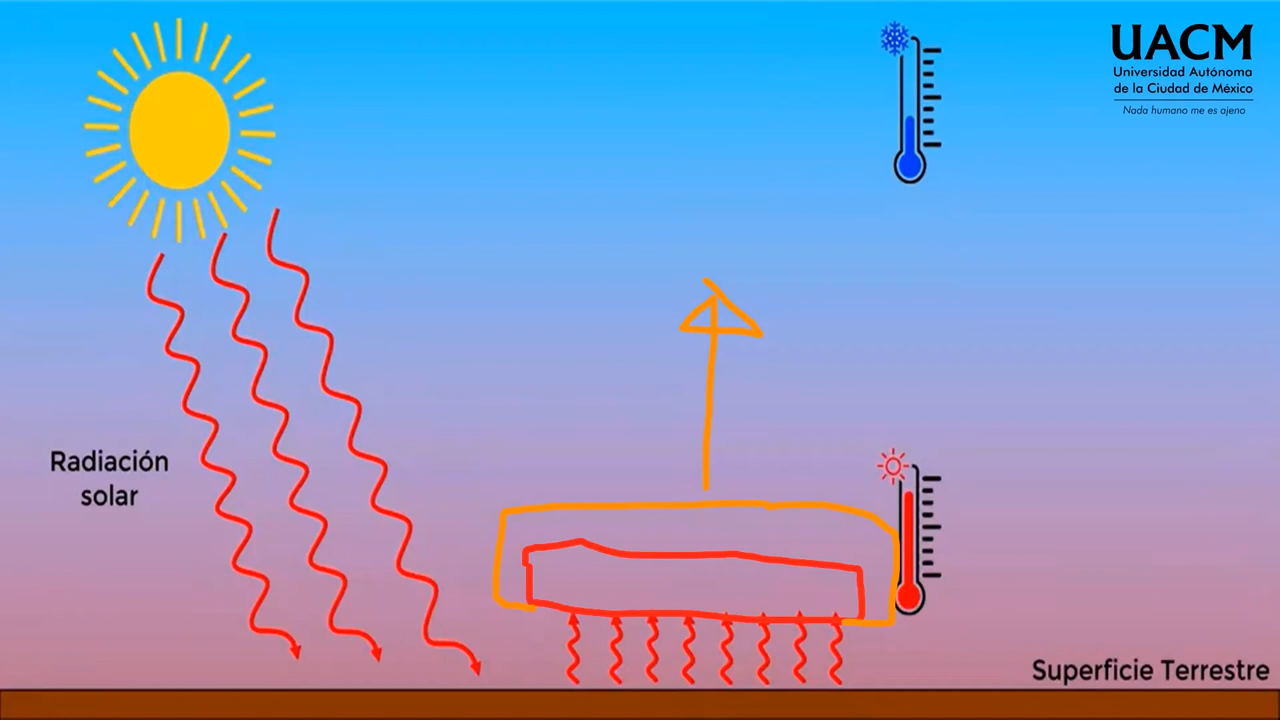 UACM
Universidad Autónoma
de la Ciudad de México
Nada humano me es ajeno
Radiación
solar
Superficie Terrestre